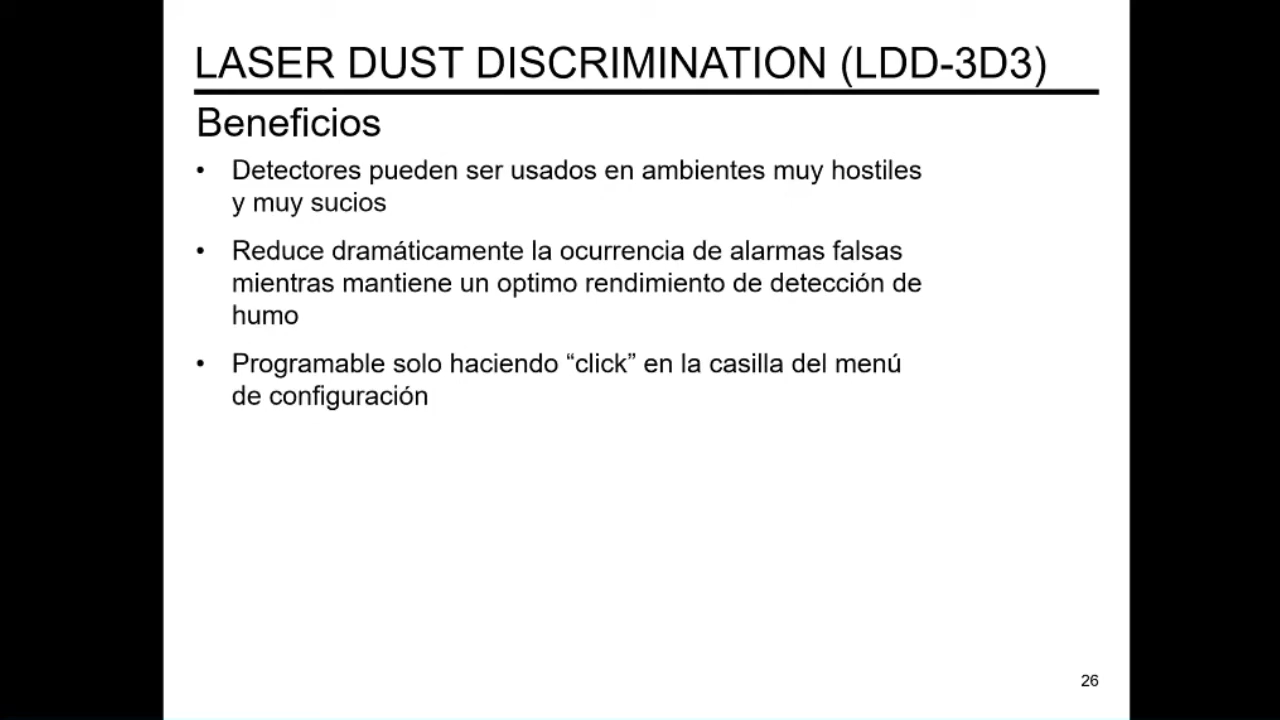 LASER DUST DISCRIMINATION (LDD-3D3)
Beneficios
• Detectores pueden ser usados en ambientes muy hostiles
y muy sucios
• Reduce dramáticamente la ocurrencia de alarmas falsas
mientras mantiene un optimo rendimiento de detección de
humo
• Programable solo haciendo “click” en la casilla del menú
de configuración
26